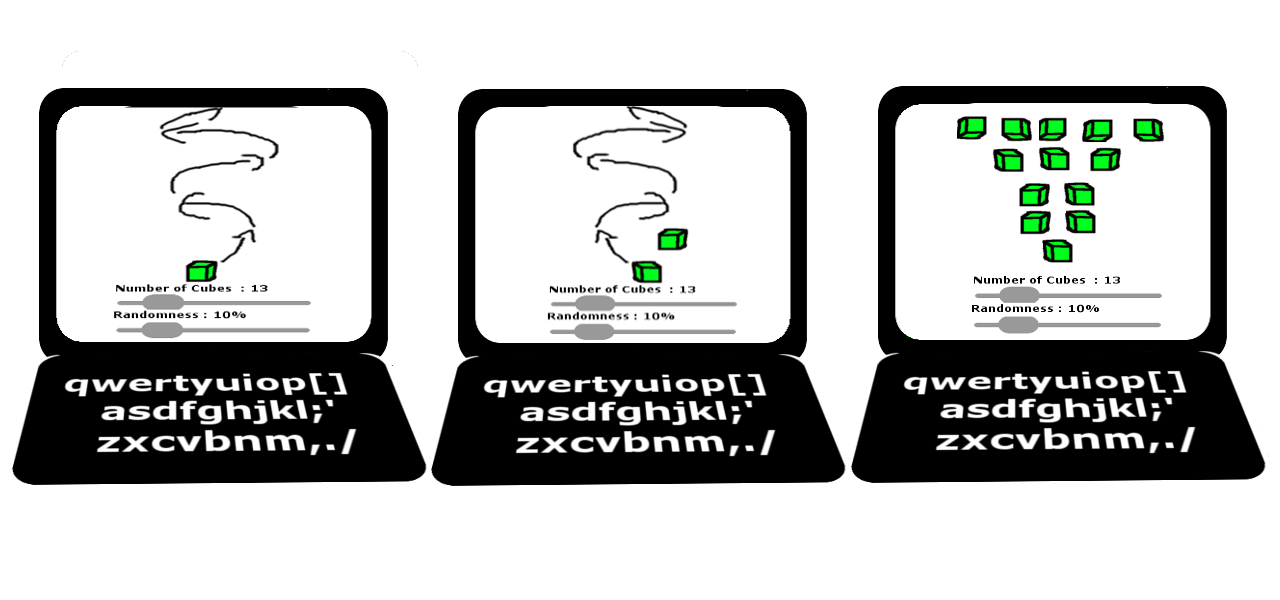 Number of Cubes : 13
Randomness : 10%
qwertyuiop[]
asdfghjkl;'
zxcvbnm,./
Number of Cubes : 13
Randomness : 10%
qwertyuiop[]
asdfghjkl;'
zxcvbnm,./
Number of Cubes : 13
Randomness : 10%
qwertyuiop[]
asdfghjkl;'
zxcvbnm,./